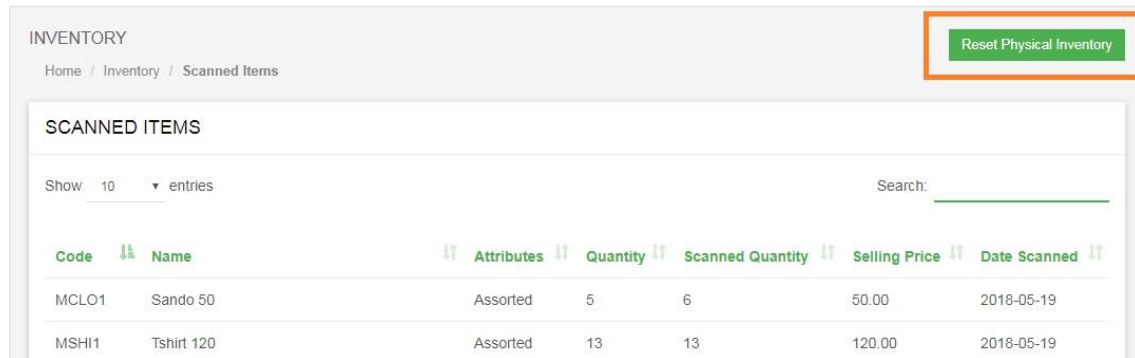 INVENTORY
Reset Physical Inventory
Home / Inventory / Scanned Items
SCANNED ITEMS
Show 10 entries
Search:
Code Name Attributes Quantity Scanned Quantity Selling Price Date Scanned
MCLO1 Sando 50 Assorted 5 6 50.00 2018-05-19
MSHI1 Tshirt 120 Assorted 13 13 120.00 2018-05-19